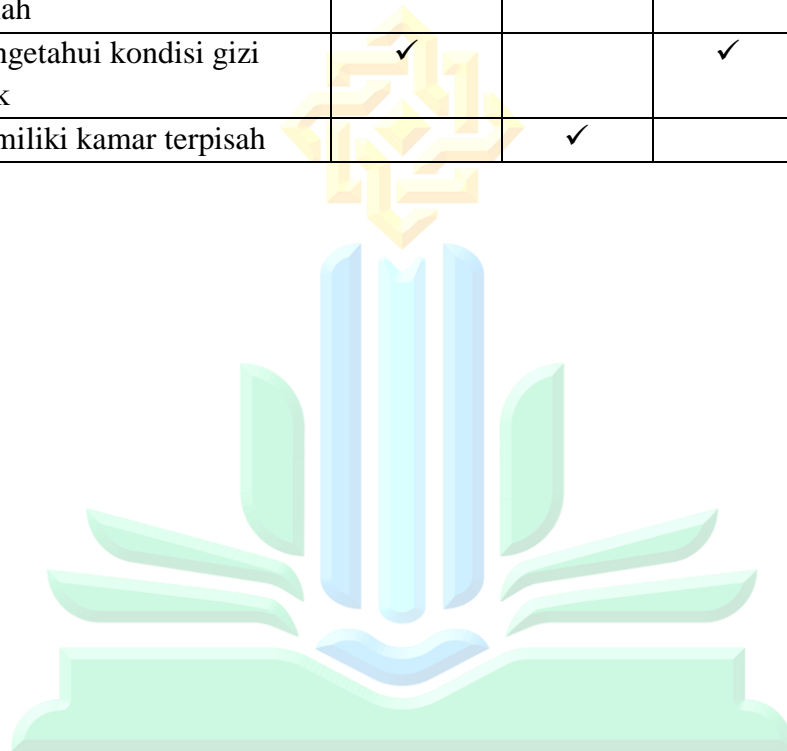 ah
ngetahui kondisi gizi ✓ ✓
k
miliki kamar terpisah ✓